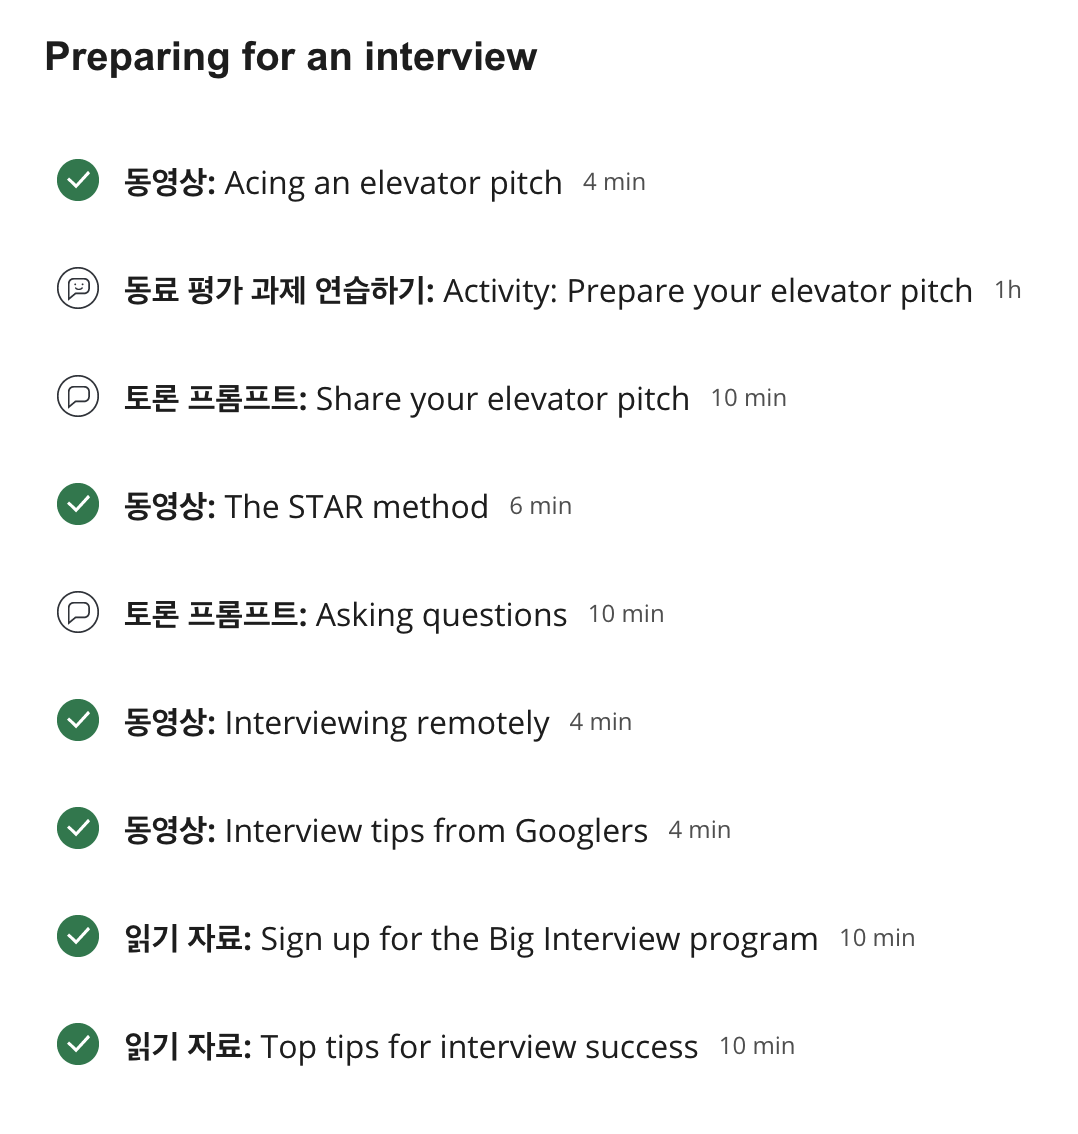 Preparing for an interview
동영상: Acing an elevator pitch 4 min
동료 평가 과제 연습하기: Activity: Prepare your elevator pitch 1h
토론 프롬프트: Share your elevator pitch 10 min
동영상: The STAR method 6 min
토론 프롬프트: Asking questions 10 min
동영상: Interviewing remotely 4 min
동영상: Interview tips from Googlers 4 min
읽기 자료: Sign up for the Big Interview program 10 min
읽기 자료: Top tips for interview success 10 min